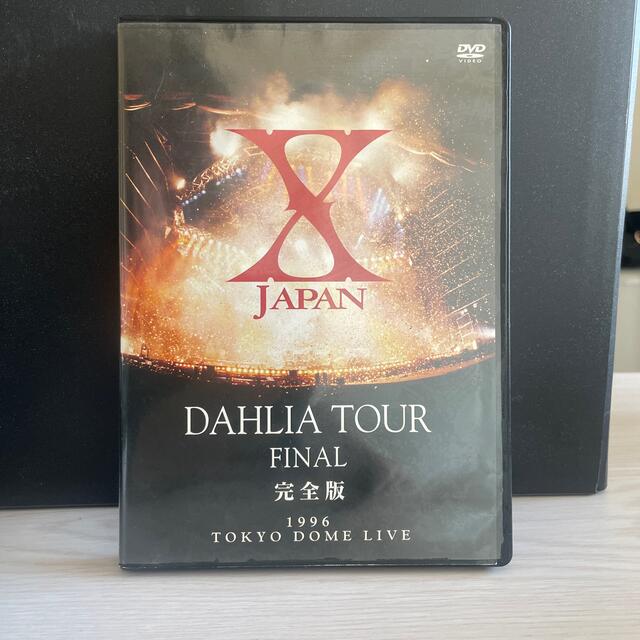 DVD
VIDEO
X
JAPAN
DAHLIA TOUR
FINAL
完全版
1996
TOKYO DOME LIVE